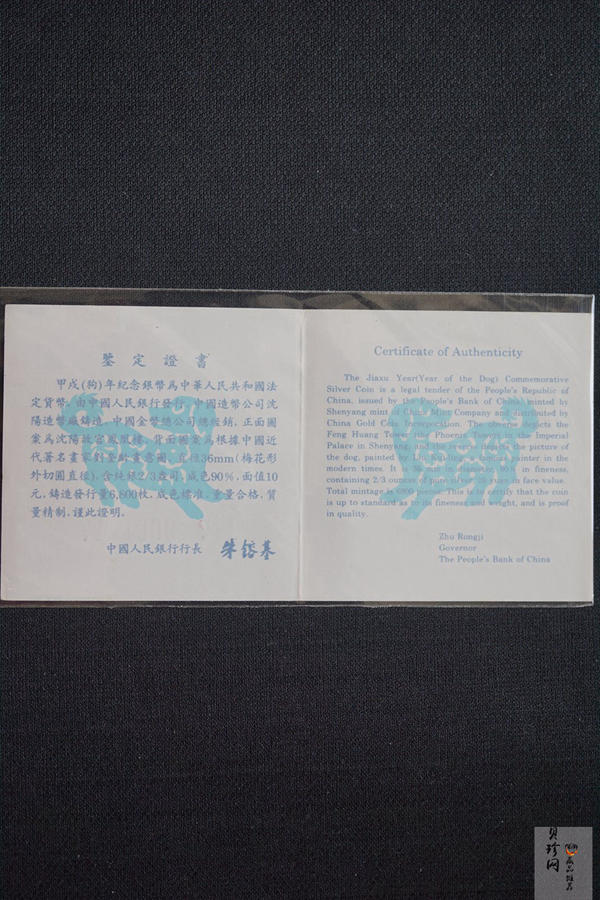 鑒定證書
甲戌(狗)年紀念銀幣爲中華人民共和國法
定貨幣，由中國人民銀行發行，中國造幣公司沈
陽造幣廠鑄造，中國金幣總公司總經銷，正面圖
案爲沈陽故宮鳳凰樓，背面圖案爲根據中國近
代著名畫家劉奎齡畫意圖，直徑36mm(梅花形
外切圓直徑)，含純銀2/3盎司，成色90%，面值10
元，鑄造發行量6,800枚，成色標准，重量合格，質
量精制，謹此證明。
中國人民銀行行長 朱鎔基
Certificate of Authenticity
The Jiaxu Year(Year of the Dog) Commemorative
Silver Coin is a legal tender of the People's Republic of
China, issued by the People's Bank of China, minted by
Shenyang mint of China Mint Company and distributed by
China Gold Coin Incorporation. The obverse depicts the
Feng Huang Tower (the Phoenix Tower) of the Imperial
Palace in Shenyang, and the reverse depicts the picture of
the dog, painted by Liu Kuiling, a famous painter in the
modern times. It is 36mm in diameter, 90% in fineness,
containing 2/3 ounces of pure silver, 10 yuan in face value.
Total mintage is 6800 pieces. This is to certify that the coin
is up to standard as to its fineness and weight, and is proof
in quality.
Zhu Rongji
Governor
The People's Bank of China
貝珍网